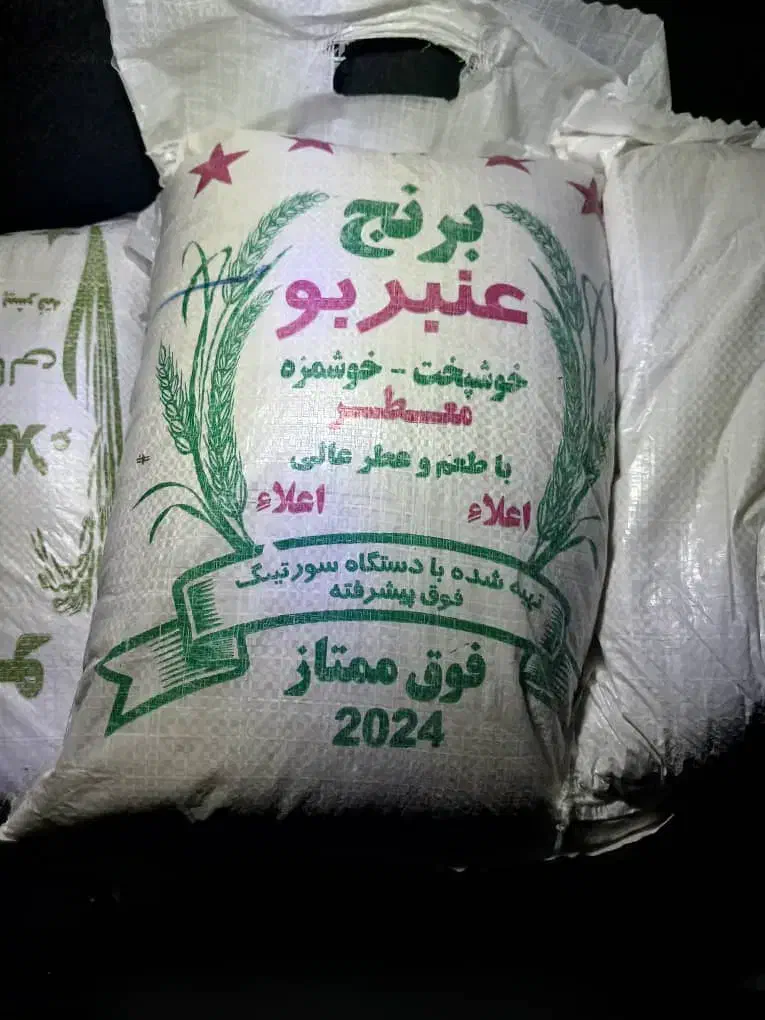 برنج
عنبربو
خوشپخت - خوشمزه
معطر
با طعم و عطر عالی
اعلاء
اعلاء
تهیه شده با دستگاه سورتینگ
فوق پیشرفته
فوق ممتاز
2024